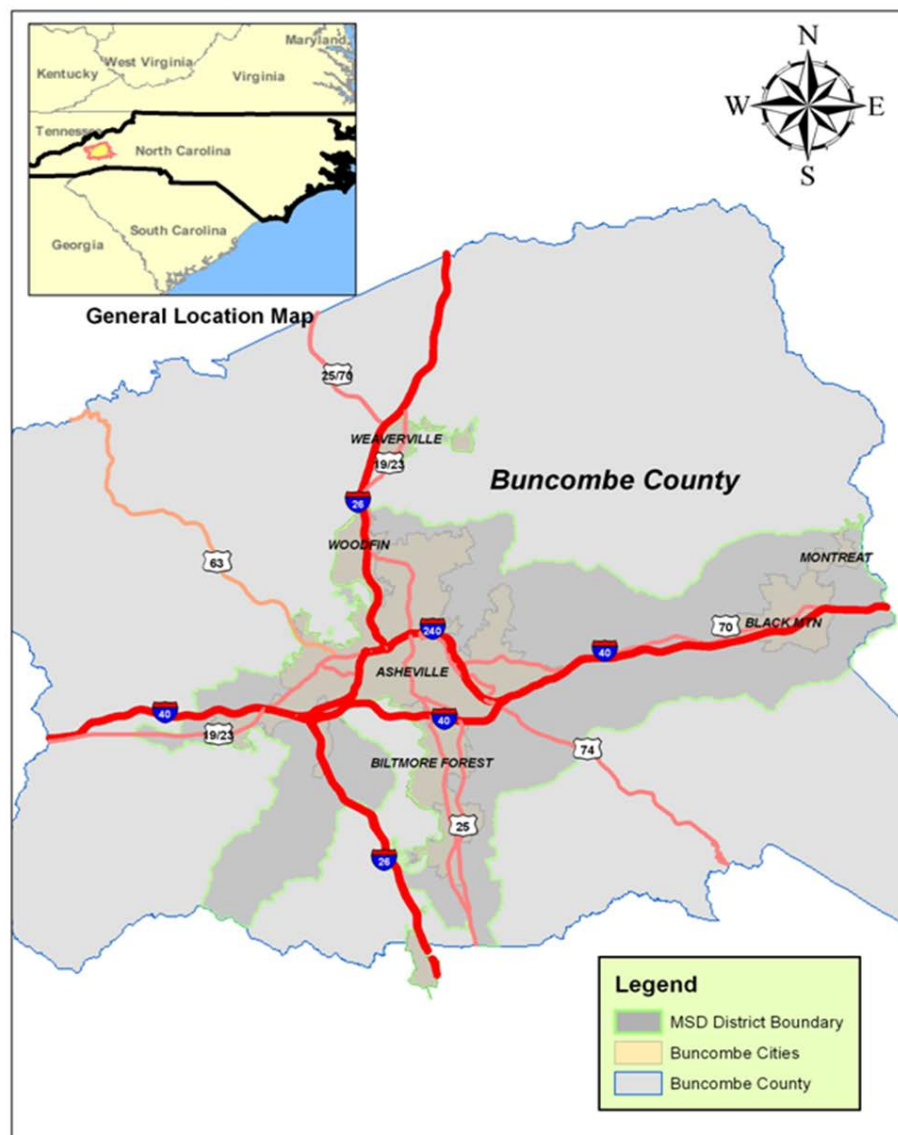 Maryland
West Virginia
Kentucky
Virginia
Tennessee
North Carolina
South Carolina
Georgia
General Location Map
N
W
E
S
25/70
WEAVERVILLE
19/23
Buncombe County
26
WOODFIN
MONTREAT
63
240
70
BLACK MTN
40
ASHEVILLE
40
40
19/23
74
BILTMORE FOREST
25
26
Legend
MSD District Boundary
Buncombe Cities
Buncombe County